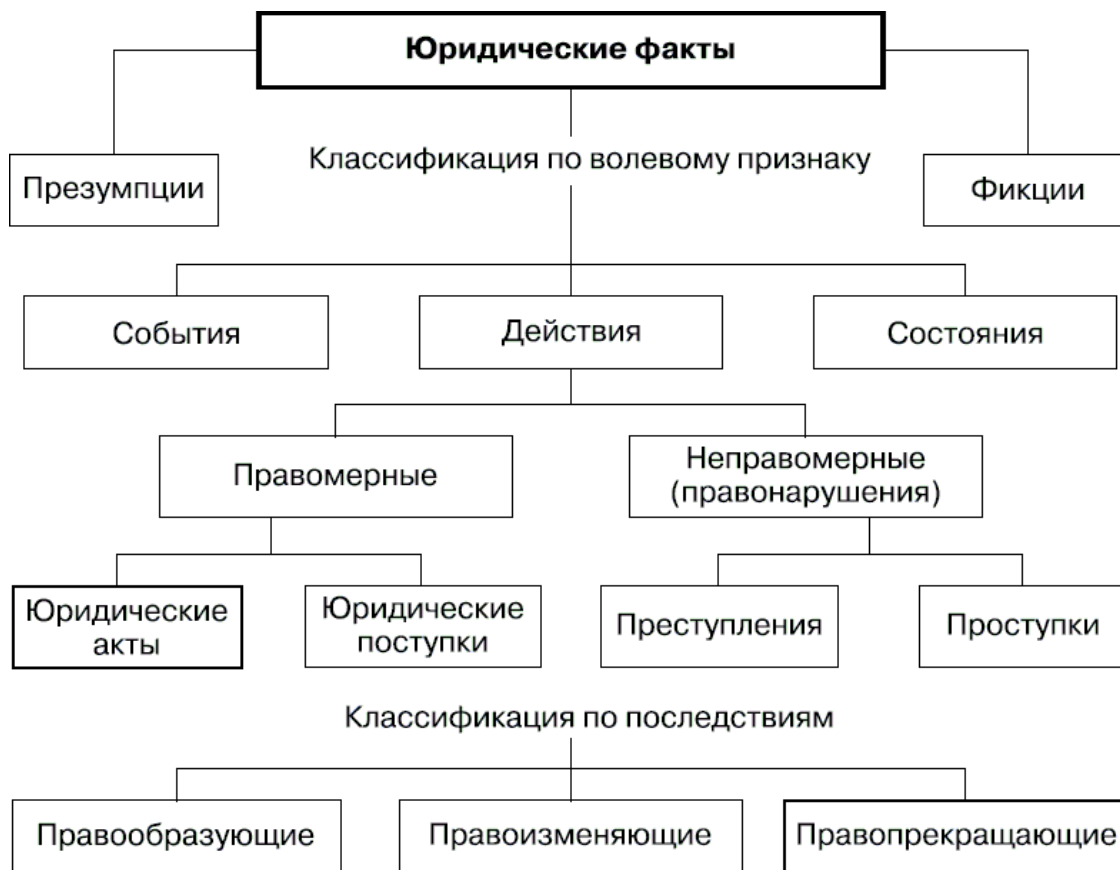 Юридические факты
Классификация по волевому признаку
Презумпции
Фикции
События
Действия
Состояния
Правомерные
Неправомерные
(правонарушения)
Юридические
акты
Юридические
поступки
Преступления
Проступки
Классификация по последствиям
Правообразующие
Правоизменяющие
Правопрекращающие